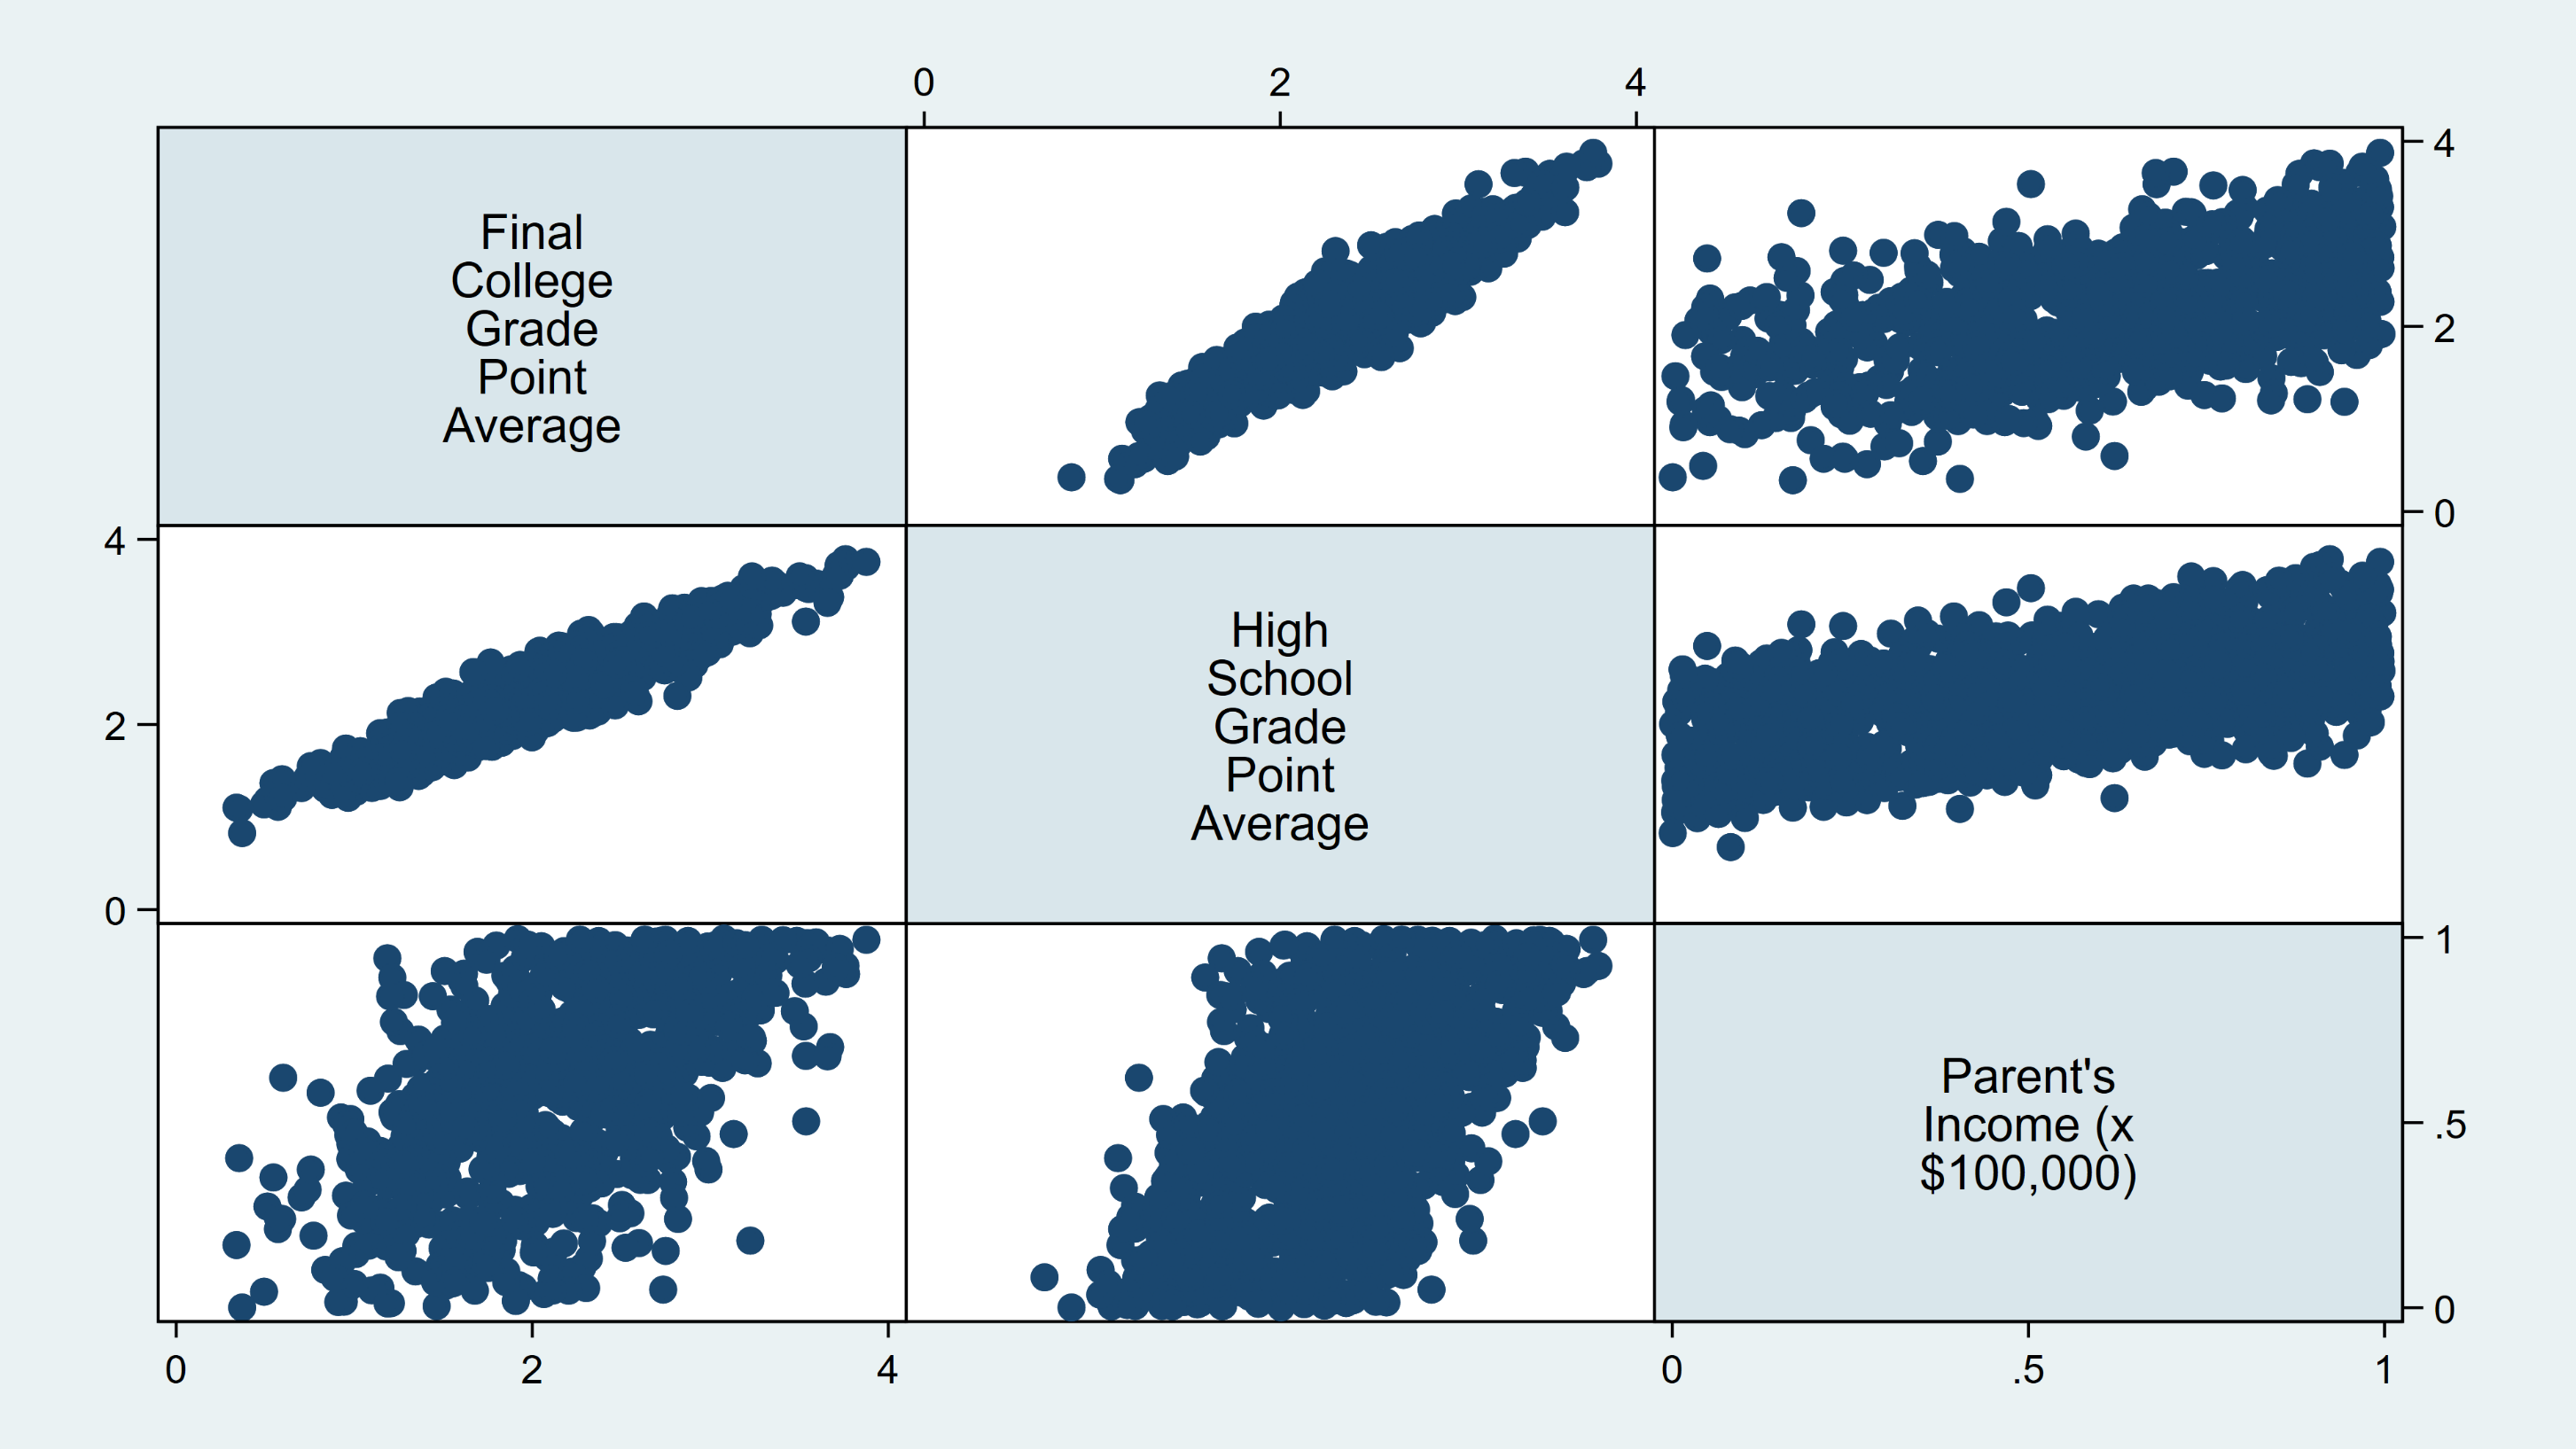 0 2 4
Final
College
Grade
Point
Average
4
2
0
4
2
0
High
School
Grade
Point
Average
Parent's
Income (x
$100,000)
1
.5
0
0 2 4
0 .5 1